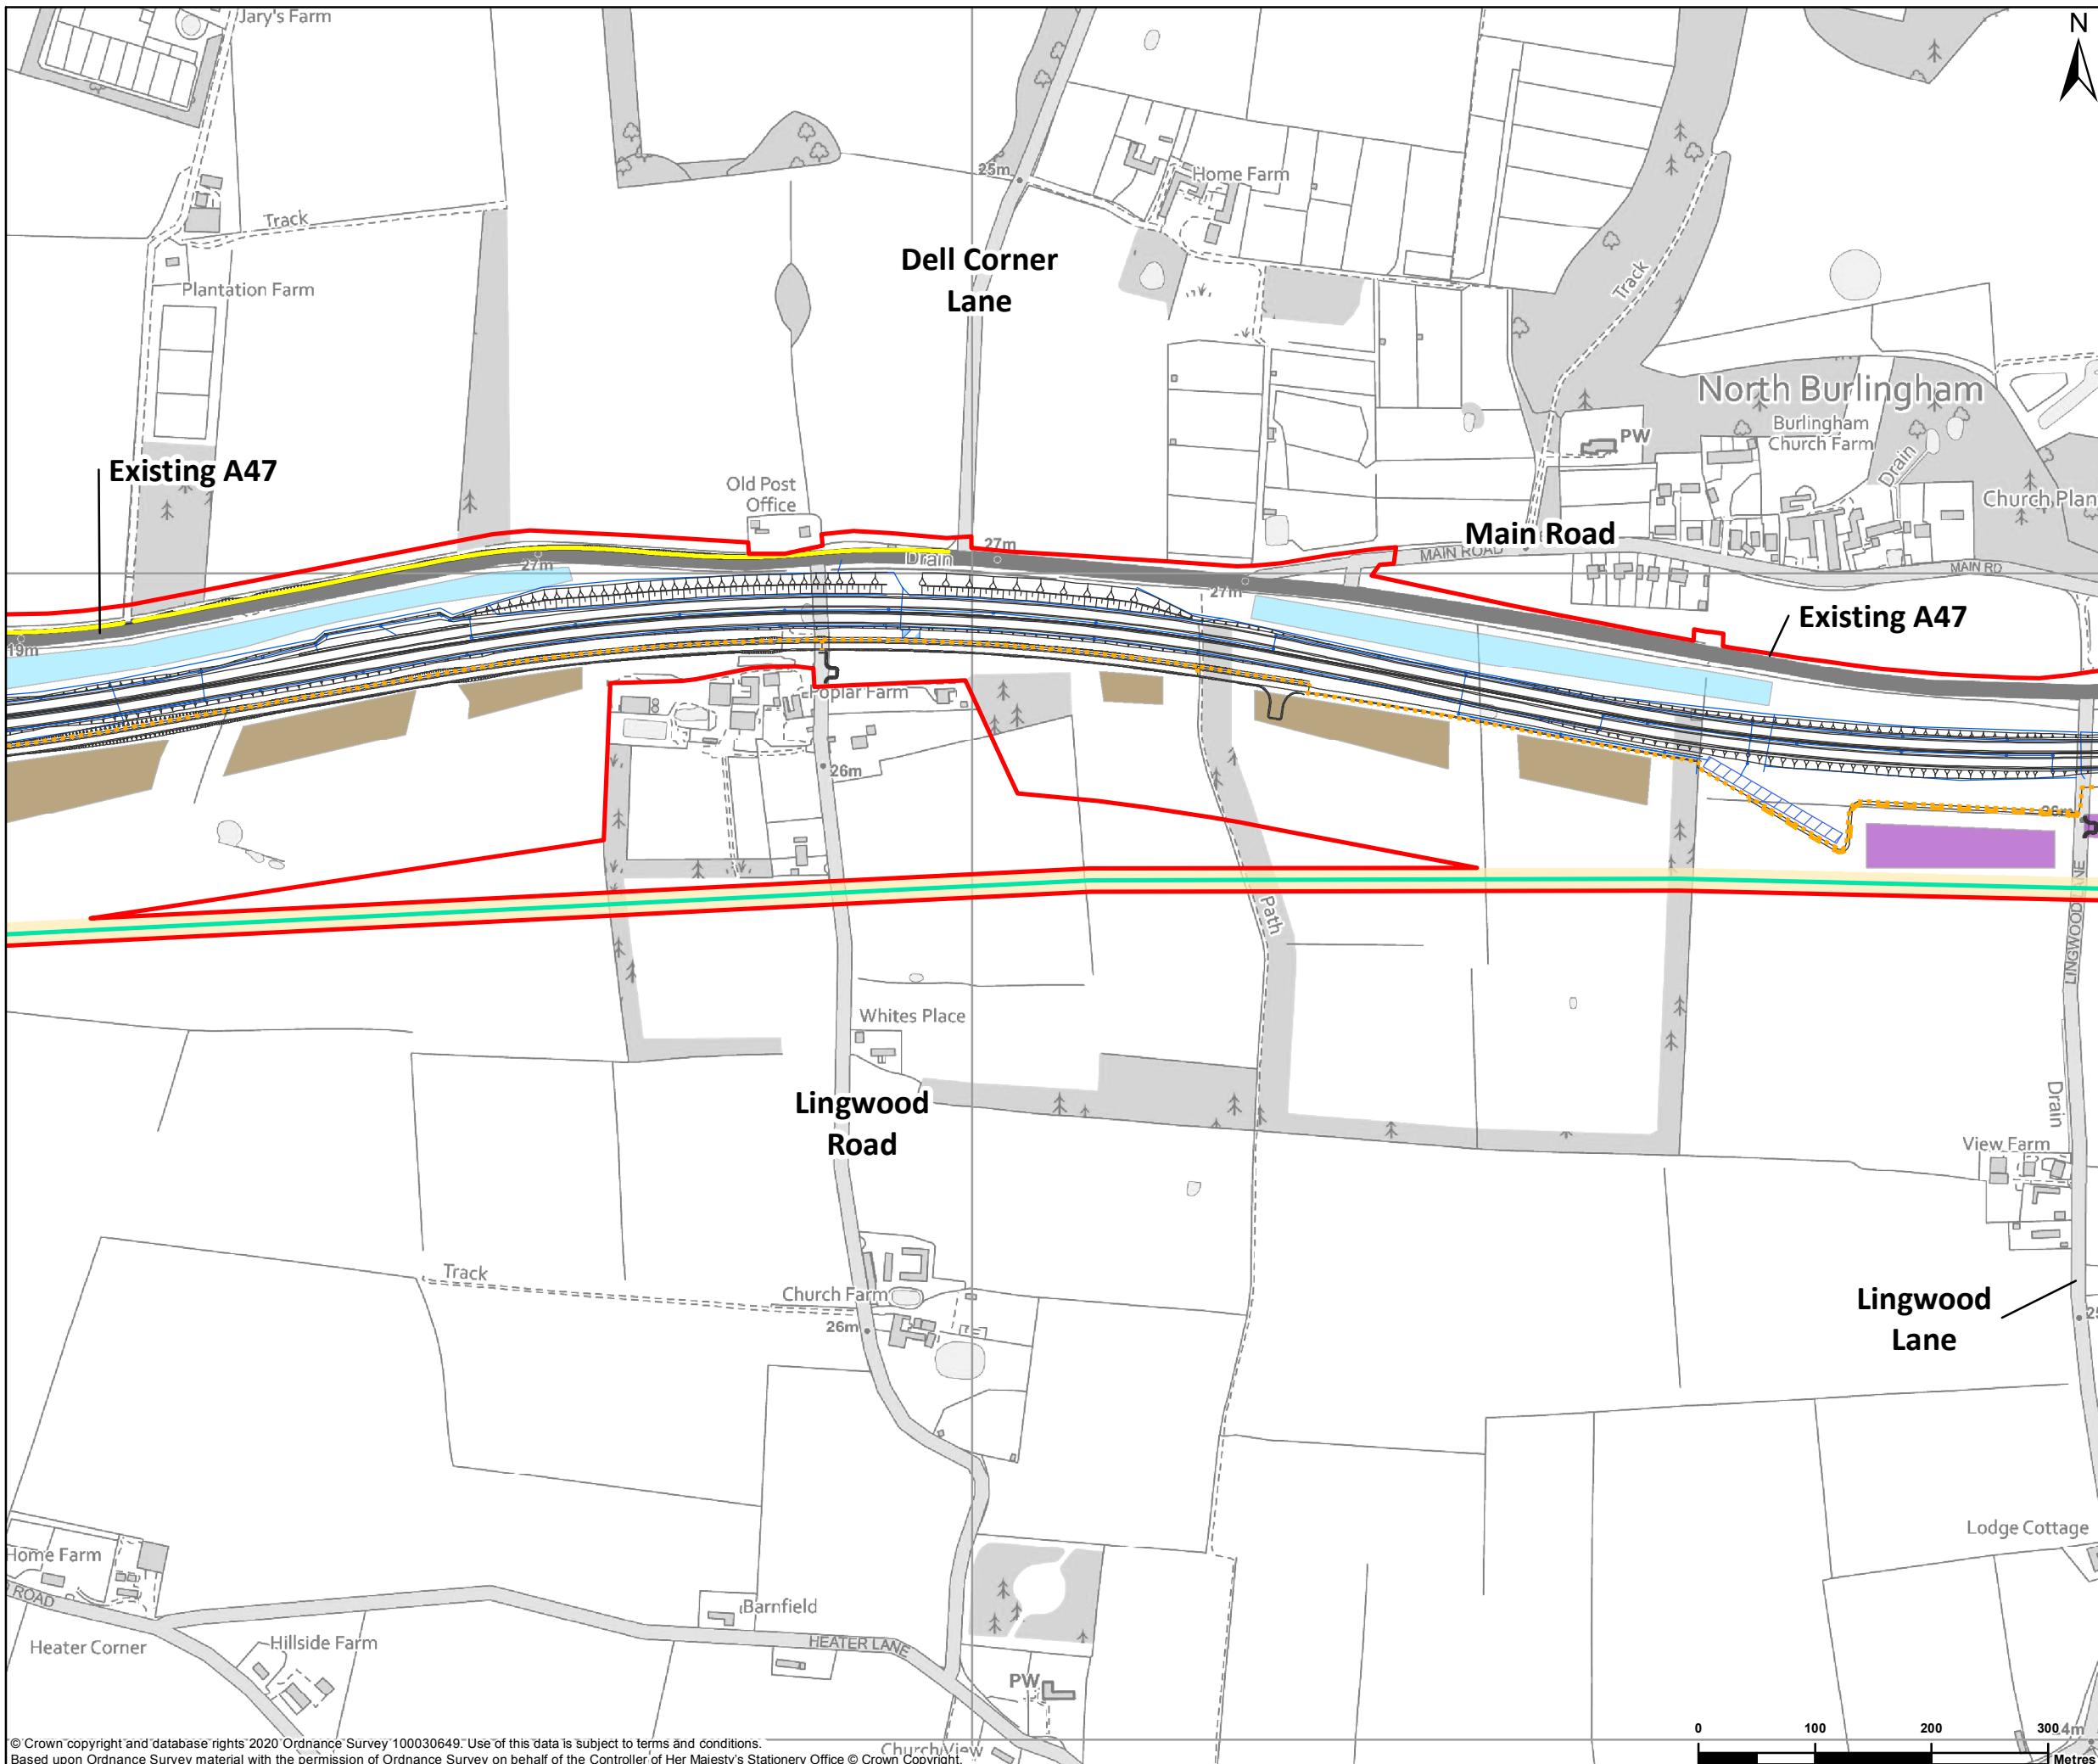 Jary's Farm
N
25m
Home Farm
Track
Dell Corner
Lane
Plantation Farm
Track
North Burlingham
Burlingham
Church Farm
PW
Drain
Existing A47
Old Post
Office
Church Plan
Main Road
MAIN ROAD
27m
Drain
27m
MAIN RD
27m
Existing A47
19m
Poplar Farm
26m
26m
LINGWOOD LANE
Path
Whites Place
Lingwood
Road
Drain
View Farm
Track
Church Farm
26m
Lingwood
Lane
Lodge Cottage
Home Farm
ROAD
Barnfield
Heater Corner
Hillside Farm
HEATER LANE
PW
Church View
0 100 200 300
4m
Metres
© Crown copyright and database rights 2020 Ordnance Survey 100030649. Use of this data is subject to terms and conditions.
Based upon Ordnance Survey material with the permission of Ordnance Survey on behalf of the Controller of Her Majesty's Stationery Office © Crown Copyright.